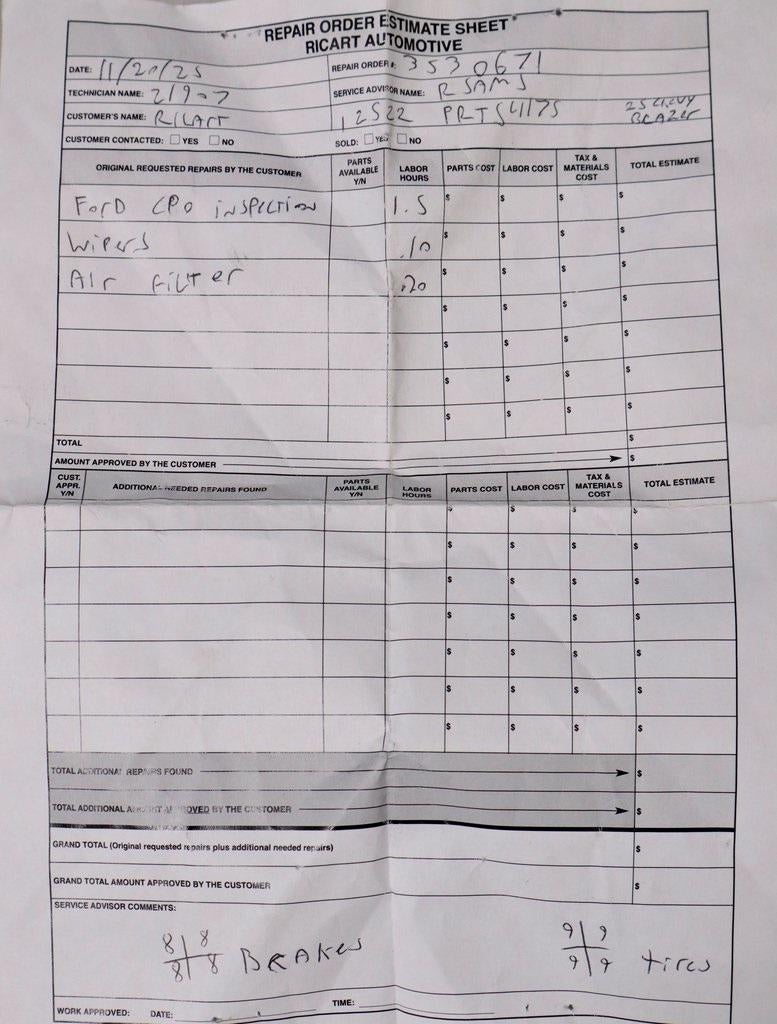 REPAIR ORDER ESTIMATE SHEET
RICART AUTOMOTIVE
DATE: 11/20/25 REPAIR ORDER #: 3530671
TECHNICIAN NAME: 21907 SERVICE ADVISOR NAME: R SAMS
CUSTOMER'S NAME: RICART 12522 PRTS4175 25 CHEVY BLAZER
CUSTOMER CONTACTED: YES NO SOLD: YES NO
ORIGINAL REQUESTED REPAIRS BY THE CUSTOMER PARTS AVAILABLE Y/N LABOR HOURS PARTS COST LABOR COST TAX & MATERIALS COST TOTAL ESTIMATE
Ford CPO inspection 1.5 $ $ $ $
Wipers .10 $ $ $ $
Air Filter .20 $ $ $ $
$ $ $ $
$ $ $ $
$ $ $ $
$ $ $ $
TOTAL $
AMOUNT APPROVED BY THE CUSTOMER $
CUST. APPR. Y/N ADDITIONAL NEEDED REPAIRS FOUND PARTS AVAILABLE Y/N LABOR HOURS PARTS COST LABOR COST TAX & MATERIALS COST TOTAL ESTIMATE
$ $ $ $
$ $ $ $
$ $ $ $
$ $ $ $
$ $ $ $
$ $ $ $
$ $ $ $
TOTAL ADDITIONAL REPAIRS FOUND $
TOTAL ADDITIONAL AMOUNT APPROVED BY THE CUSTOMER $
GRAND TOTAL (Original requested repairs plus additional needed repairs) $
GRAND TOTAL AMOUNT APPROVED BY THE CUSTOMER $
SERVICE ADVISOR COMMENTS:
8 8 9 9
8 8 BRAKES 9 9 tires
WORK APPROVED: DATE: TIME: